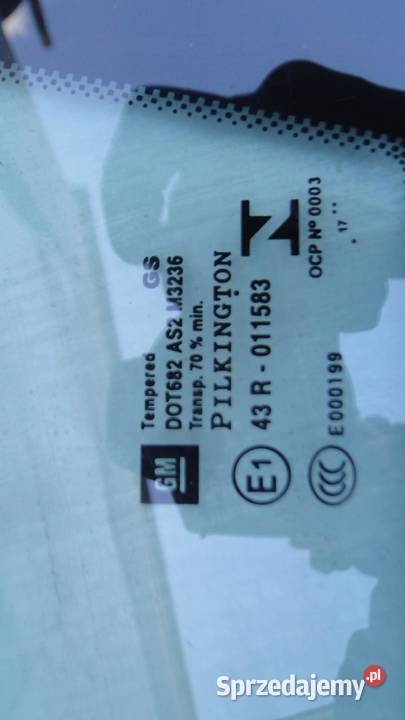 GS
GM
Tempered
DOT682 AS2 M3236
Transp. 70 % min.
PILKINGTON
E1
43 R - 011583
N
CCC
E000199
OCP Nº 0003
. 17 ..
Sprzedajemy.pl